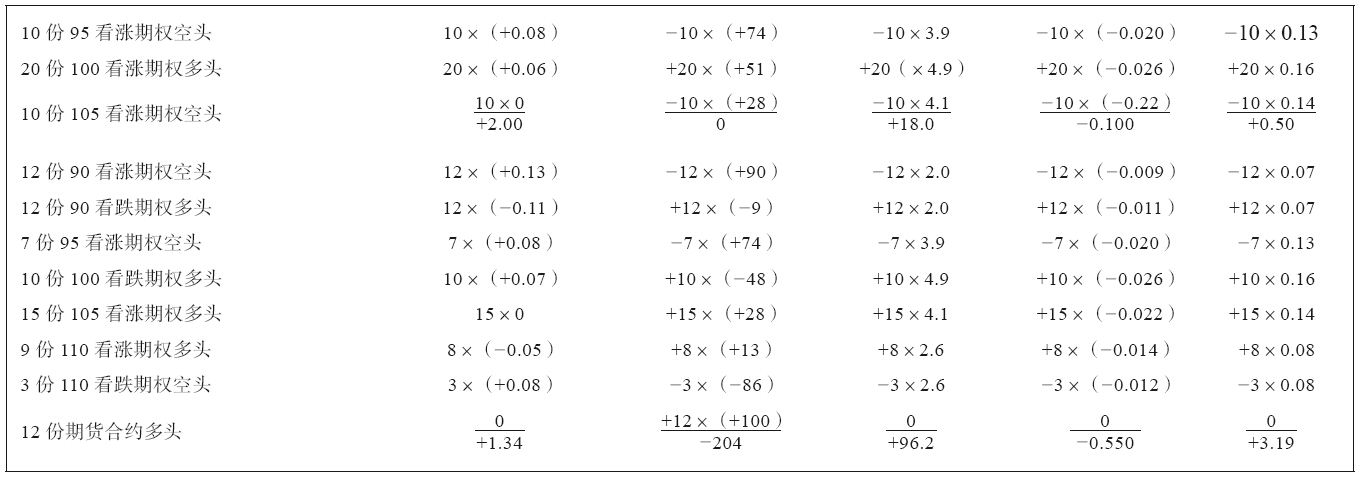 10 份 95 看涨期权空头 10×（+0.08） −10×（+74） −10×3.9 −10×（−0.020） −10×0.13
20 份 100 看涨期权多头 20×（+0.06） +20×（+51） +20（×4.9） +20×（−0.026） +20×0.16
10 份 105 看涨期权空头 10×0 −10×（+28） −10×4.1 −10×（−0.22） −10×0.14
+2.00 0 +18.0 −0.100 +0.50
12 份 90 看涨期权空头 12×（+0.13） −12×（+90） −12×2.0 −12×（−0.009） −12×0.07
12 份 90 看跌期权多头 12×（−0.11） +12×（−9） +12×2.0 +12×（−0.011） +12×0.07
7 份 95 看涨期权空头 7×（+0.08） −7×（+74） −7×3.9 −7×（−0.020） −7×0.13
10 份 100 看跌期权多头 10×（+0.07） +10×（−48） +10×4.9 +10×（−0.026） +10×0.16
15 份 105 看涨期权多头 15×0 +15×（+28） +15×4.1 +15×（−0.022） +15×0.14
9 份 110 看涨期权多头 8×（−0.05） +8×（+13） +8×2.6 +8×（−0.014） +8×0.08
3 份 110 看跌期权空头 3×（+0.08） −3×（−86） −3×2.6 −3×（−0.012） −3×0.08
12 份期货合约多头 0 +12×（+100） 0 0 0
+1.34 −204 +96.2 −0.550 +3.19